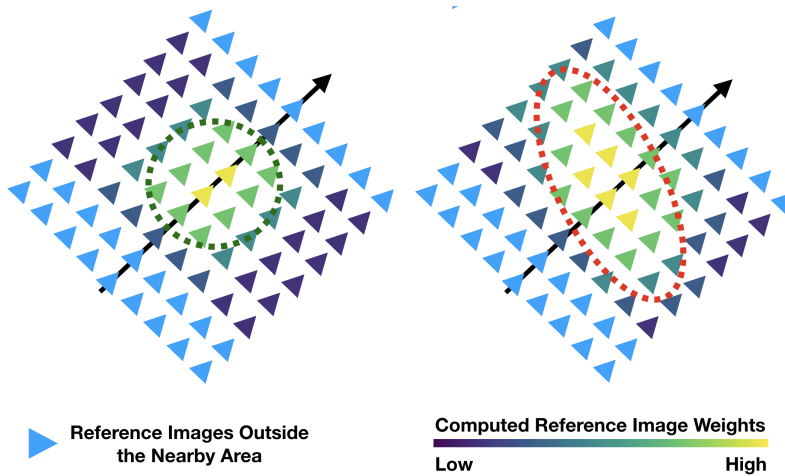 Reference Images Outside
the Nearby Area
Computed Reference Image Weights
Low High